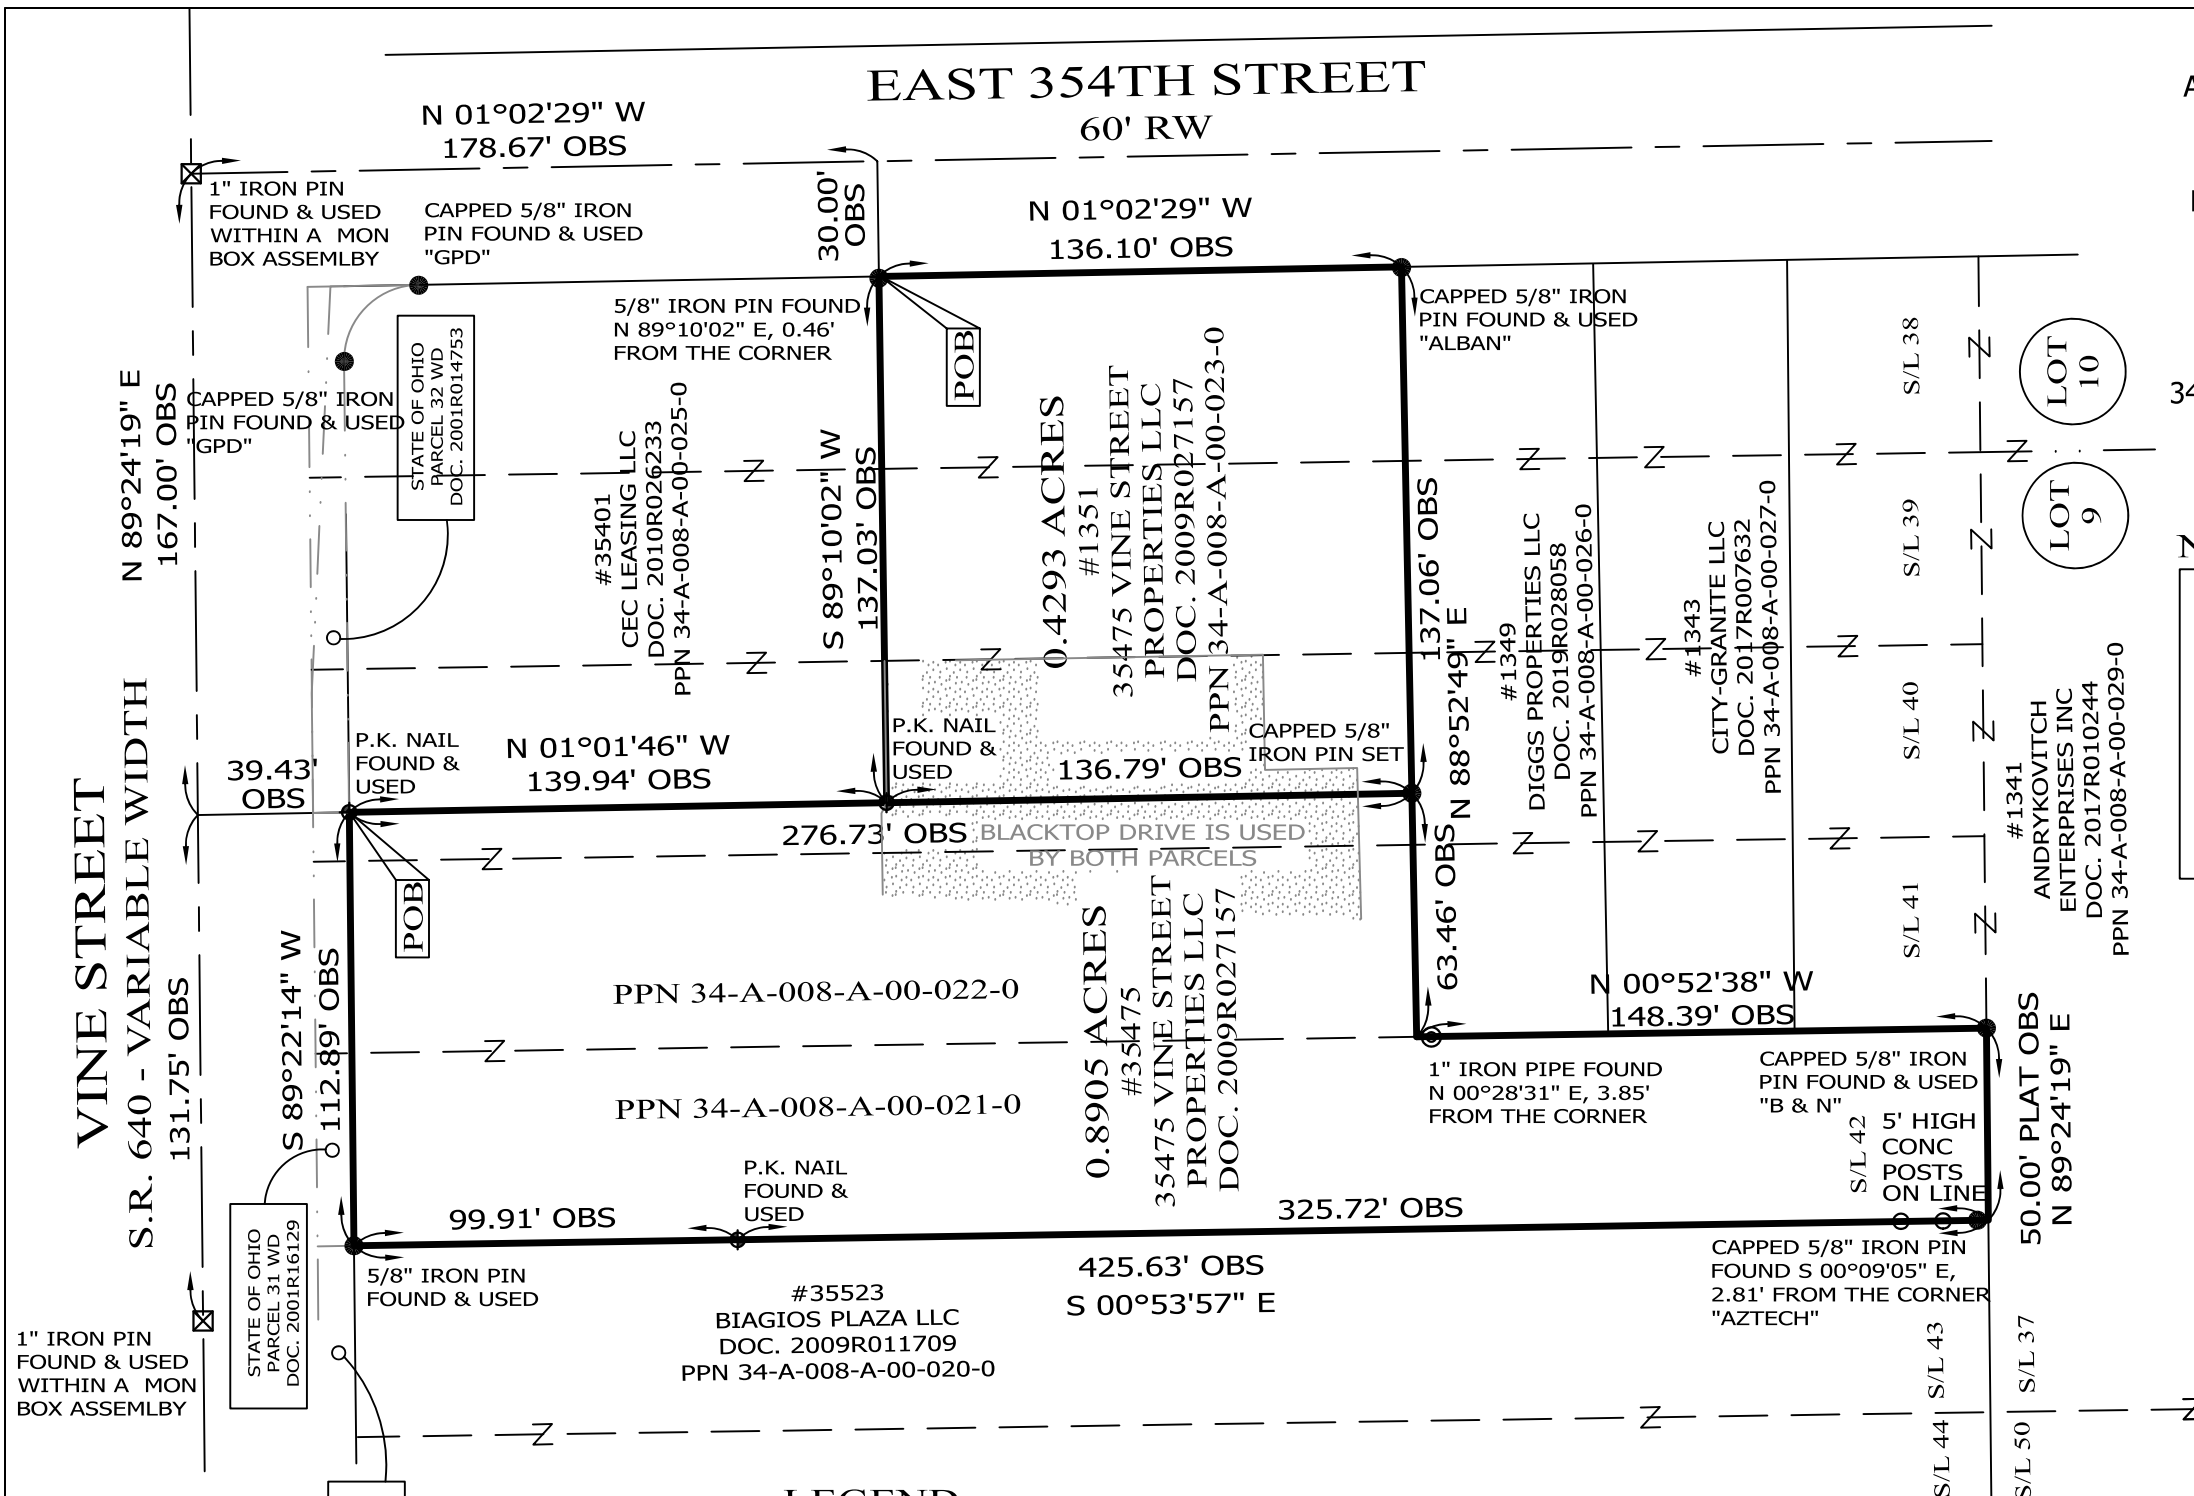 EAST 354TH STREET
60' RW
N 01°02'29" W
178.67' OBS
1" IRON PIN
FOUND & USED
WITHIN A MON
BOX ASSEMLBY
CAPPED 5/8" IRON
PIN FOUND & USED
"GPD"
30.00'
OBS
N 01°02'29" W
136.10' OBS
5/8" IRON PIN FOUND
N 89°10'02" E, 0.46'
FROM THE CORNER
POB
CAPPED 5/8" IRON
PIN FOUND & USED
"ALBAN"
CAPPED 5/8" IRON
PIN FOUND & USED
"GPD"
STATE OF OHIO
PARCEL 32 WD
DOC. 2001R014753
N 89°24'19" E
167.00' OBS
#35401
CEC LEASING LLC
DOC. 2010R026233
PPN 34-A-008-A-00-025-0
S 89°10'02" W
137.03' OBS
0.4293 ACRES
#1351
35475 VINE STREET
PROPERTIES LLC
DOC. 2009R027157
PPN 34-A-008-A-00-023-0
137.06' OBS
N 88°52'49" E
63.46' OBS
#1349
DIGGS PROPERTIES LLC
DOC. 2019R028058
PPN 34-A-008-A-00-026-0
#1343
CITY-GRANITE LLC
DOC. 2017R007632
PPN 34-A-008-A-00-027-0
S/L 38
S/L 39
S/L 40
S/L 41
LOT
10
LOT
9
34
#1341
ANDRYKOVITCH
ENTERPRISES INC
DOC. 2017R010244
PPN 34-A-008-A-00-029-0
VINE STREET
S.R. 640 - VARIABLE WIDTH
39.43'
OBS
P.K. NAIL
FOUND &
USED
N 01°01'46" W
139.94' OBS
P.K. NAIL
FOUND &
USED
136.79' OBS
CAPPED 5/8"
IRON PIN SET
276.73' OBS
BLACKTOP DRIVE IS USED
BY BOTH PARCELS
POB
131.75' OBS
S 89°22'14" W
112.89' OBS
PPN 34-A-008-A-00-022-0
PPN 34-A-008-A-00-021-0
0.8905 ACRES
#35475
35475 VINE STREET
PROPERTIES LLC
DOC. 2009R027157
N 00°52'38" W
148.39' OBS
1" IRON PIPE FOUND
N 00°28'31" E, 3.85'
FROM THE CORNER
CAPPED 5/8" IRON
PIN FOUND & USED
"B & N"
S/L 42
5' HIGH
CONC
POSTS
ON LINE
50.00' PLAT OBS
N 89°24'19" E
P.K. NAIL
FOUND &
USED
99.91' OBS
325.72' OBS
425.63' OBS
S 00°53'57" E
5/8" IRON PIN
FOUND & USED
CAPPED 5/8" IRON PIN
FOUND S 00°09'05" E,
2.81' FROM THE CORNER
"AZTECH"
STATE OF OHIO
PARCEL 31 WD
DOC. 2001R16129
#35523
BIAGIOS PLAZA LLC
DOC. 2009R011709
PPN 34-A-008-A-00-020-0
1" IRON PIN
FOUND & USED
WITHIN A MON
BOX ASSEMLBY
S/L 43
S/L 37
S/L 44
S/L 50
LEGEND